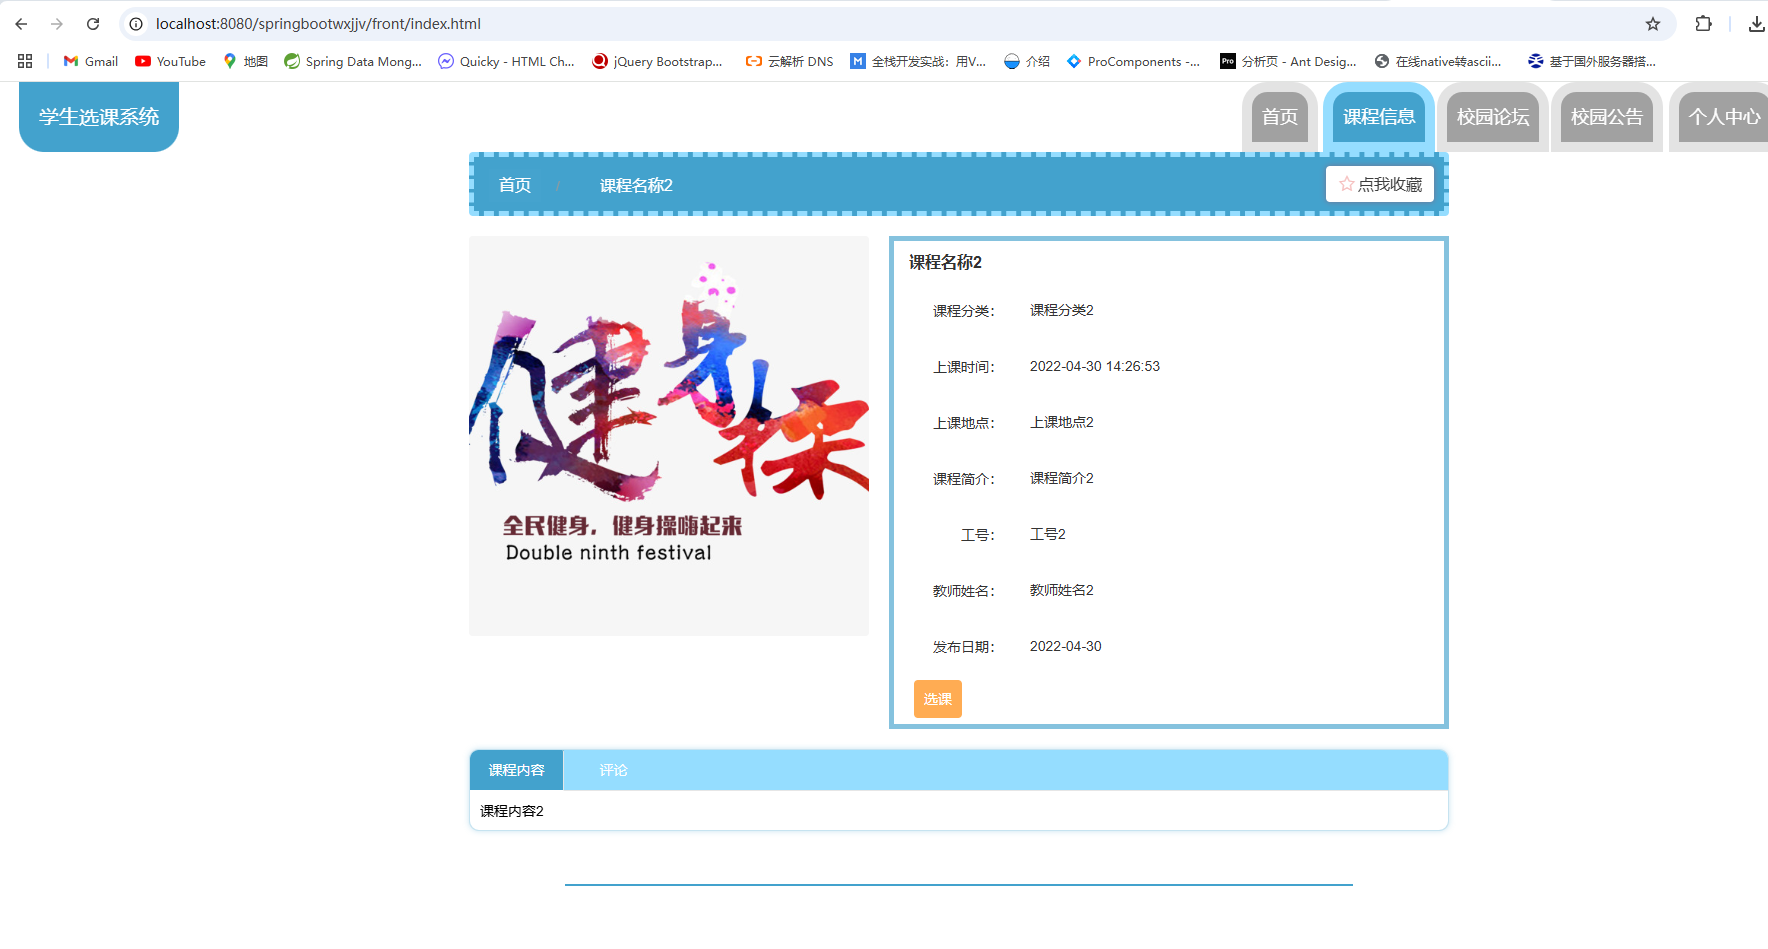 localhost:8080/springbootwxjjv/front/index.html
Gmail YouTube 地图 Spring Data Mong... Quicky - HTML Ch... jQuery Bootstrap... 云解析 DNS 全栈开发实战：用V... 介绍 ProComponents -... Pro 分析页 - Ant Desig... 在线native转ascii... 基于国外服务器搭...
学生选课系统 首页 课程信息 校园论坛 校园公告 个人中心
首页 / 课程名称2 点我收藏
健身操
全民健身，健身操嗨起来
Double ninth festival
课程名称2
课程分类： 课程分类2
上课时间： 2022-04-30 14:26:53
上课地点： 上课地点2
课程简介： 课程简介2
工号： 工号2
教师姓名： 教师姓名2
发布日期： 2022-04-30
选课
课程内容 评论
课程内容2